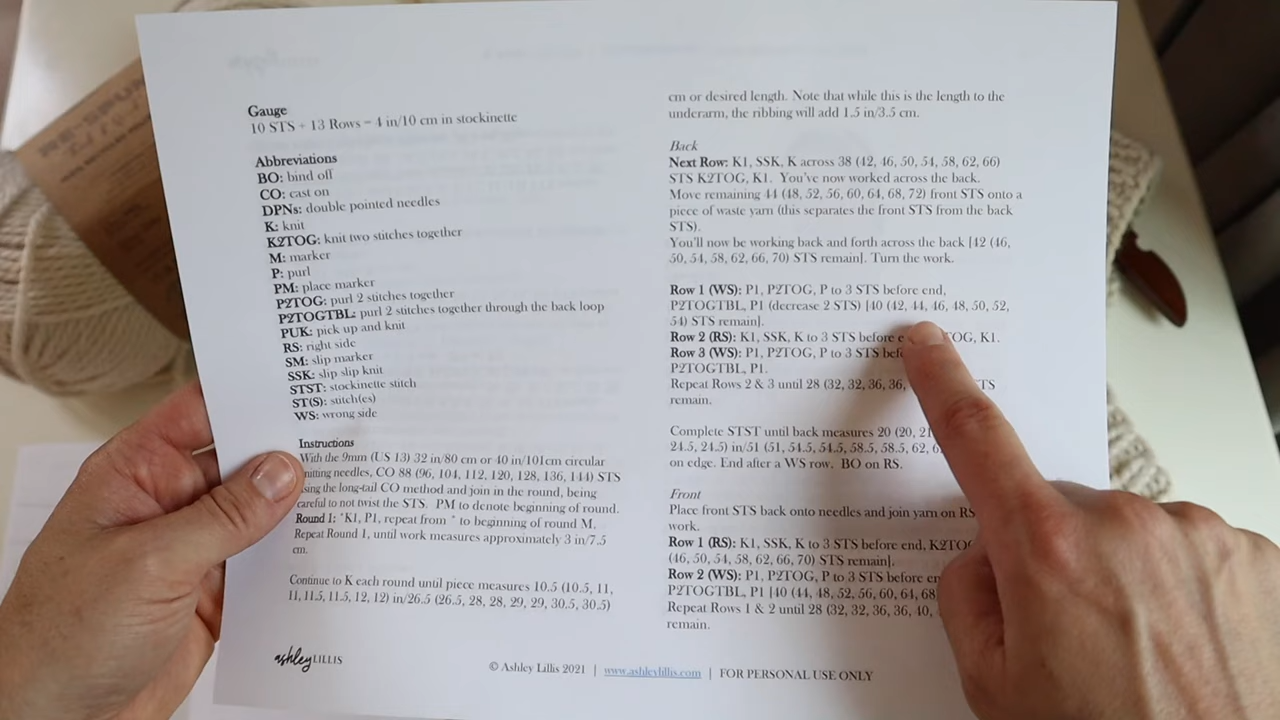 Gauge
10 STS + 13 Rows = 4 in/10 cm in stockinette
Abbreviations
BO: bind off
CO: cast on
DPNs: double pointed needles
K: knit
K2TOG: knit two stitches together
M: marker
P: purl
PM: place marker
P2TOG: purl 2 stitches together
P2TOGTBL: purl 2 stitches together through the back loop
PUK: pick up and knit
RS: right side
SM: slip marker
SSK: slip slip knit
STST: stockinette stitch
ST(S): stitch(es)
WS: wrong side
Instructions
With the 9mm (US 13) 32 in/80 cm or 40 in/101cm circular
knitting needles, CO 88 (96, 104, 112, 120, 128, 136, 144) STS
using the long-tail CO method and join in the round, being
careful to not twist the STS. PM to denote beginning of round.
Round 1: *K1, P1, repeat from * to beginning of round M.
Repeat Round 1, until work measures approximately 3 in/7.5
cm.
Continue to K each round until piece measures 10.5 (10.5, 11,
11, 11.5, 11.5, 12, 12) in/26.5 (26.5, 28, 28, 29, 29, 30.5, 30.5)
cm or desired length. Note that while this is the length to the
underarm, the ribbing will add 1.5 in/3.5 cm.
Back
Next Row: K1, SSK, K across 38 (42, 46, 50, 54, 58, 62, 66)
STS K2TOG, K1. You've now worked across the back.
Move remaining 44 (48, 52, 56, 60, 64, 68, 72) front STS onto a
piece of waste yarn (this separates the front STS from the back
STS).
You'll now be working back and forth across the back [42 (46,
50, 54, 58, 62, 66, 70) STS remain]. Turn the work.
Row 1 (WS): P1, P2TOG, P to 3 STS before end,
P2TOGTBL, P1 (decrease 2 STS) [40 (42, 44, 46, 48, 50, 52,
54) STS remain].
Row 2 (RS): K1, SSK, K to 3 STS before e TOG, K1.
Row 3 (WS): P1, P2TOG, P to 3 STS bef
P2TOGTBL, P1.
Repeat Rows 2 & 3 until 28 (32, 32, 36, 36, STS
remain.
Complete STST until back measures 20 (20, 21
24.5, 24.5) in/51 (51, 54.5, 54.5, 58.5, 58.5, 62, 6
on edge. End after a WS row. BO on RS.
Front
Place front STS back onto needles and join yarn on RS
work.
Row 1 (RS): K1, SSK, K to 3 STS before end, K2TO
(46, 50, 54, 58, 62, 66, 70) STS remain].
Row 2 (WS): P1, P2TOG, P to 3 STS before en
P2TOGTBL, P1 [40 (44, 48, 52, 56, 60, 64, 68
Repeat Rows 1 & 2 until 28 (32, 32, 36, 36, 40,
remain.
ashley LILLIS
© Ashley Lillis 2021 | www.ashleylillis.com | FOR PERSONAL USE ONLY